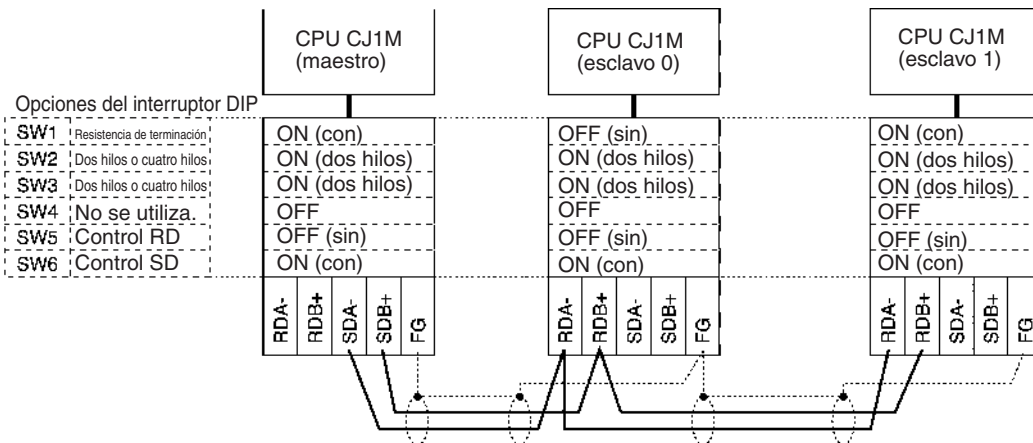 CPU CJ1M
(maestro)
CPU CJ1M
(esclavo 0)
CPU CJ1M
(esclavo 1)
Opciones del interruptor DIP
SW1 Resistencia de terminación ON (con) OFF (sin) ON (con)
SW2 Dos hilos o cuatro hilos ON (dos hilos) ON (dos hilos) ON (dos hilos)
SW3 Dos hilos o cuatro hilos ON (dos hilos) ON (dos hilos) ON (dos hilos)
SW4 No se utiliza. OFF OFF OFF
SW5 Control RD OFF (sin) OFF (sin) OFF (sin)
SW6 Control SD ON (con) ON (con) ON (con)
RDA- RDB+ SDA- SDB+ FG RDA- RDB+ SDA- SDB+ FG RDA- RDB+ SDA- SDB+ FG